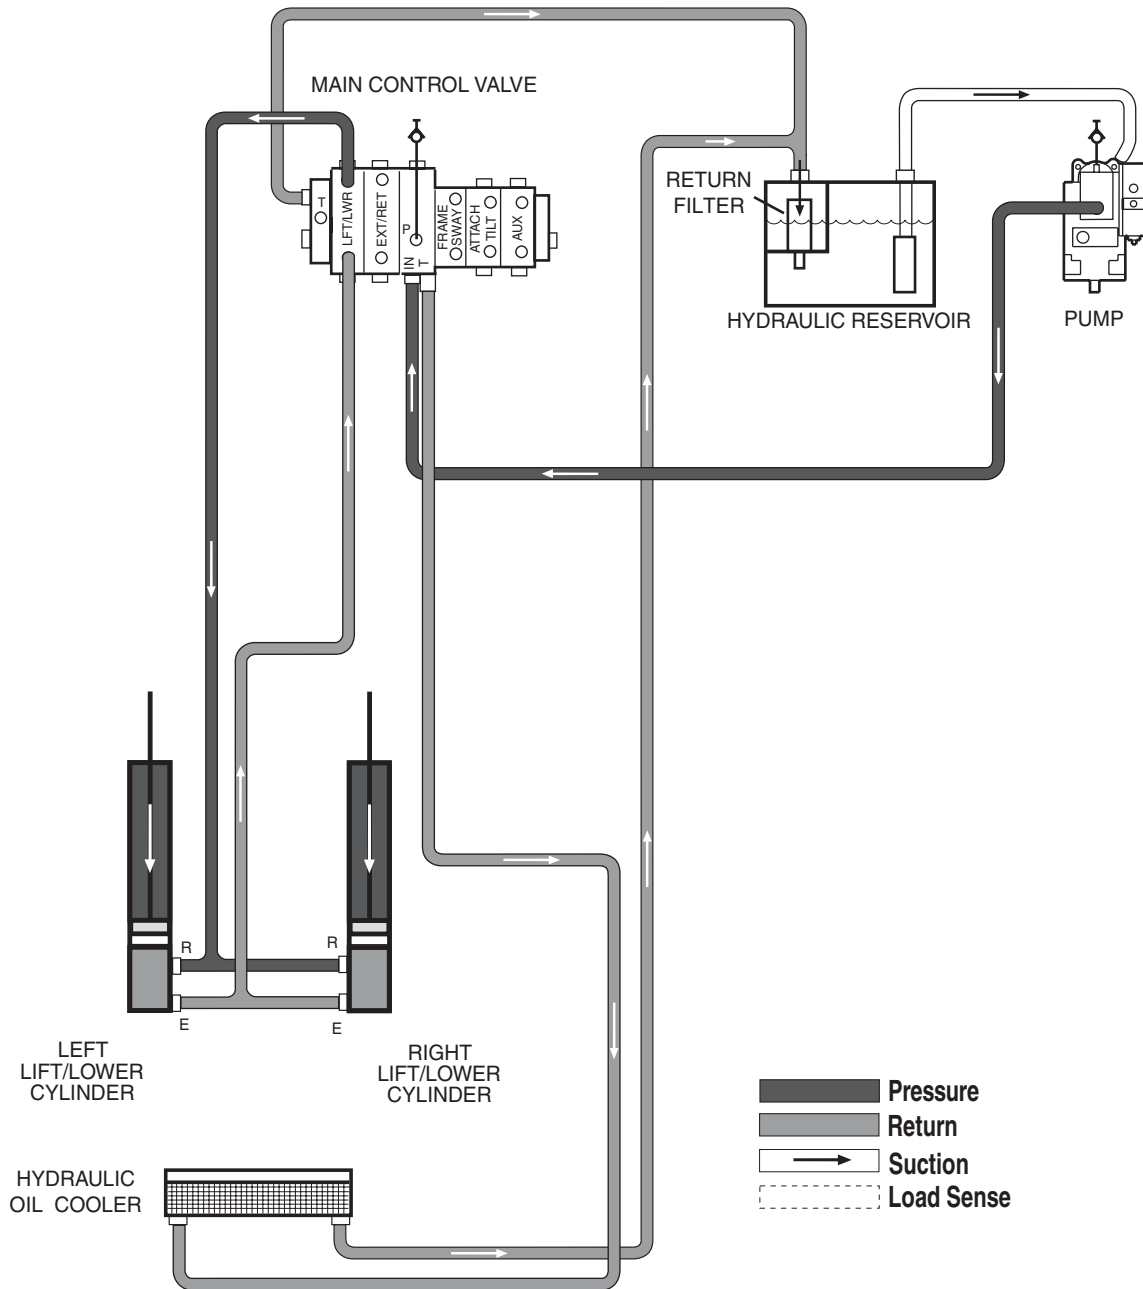 MAIN CONTROL VALVE
RETURN
FILTER
T
LFT/LWR
EXT/RET
P
IN
T
FRAME
SWAY
ATTACH
TILT
AUX
HYDRAULIC RESERVOIR
PUMP
R
R
E
E
LEFT
LIFT/LOWER
CYLINDER
RIGHT
LIFT/LOWER
CYLINDER
HYDRAULIC
OIL COOLER
Pressure
Return
Suction
Load Sense